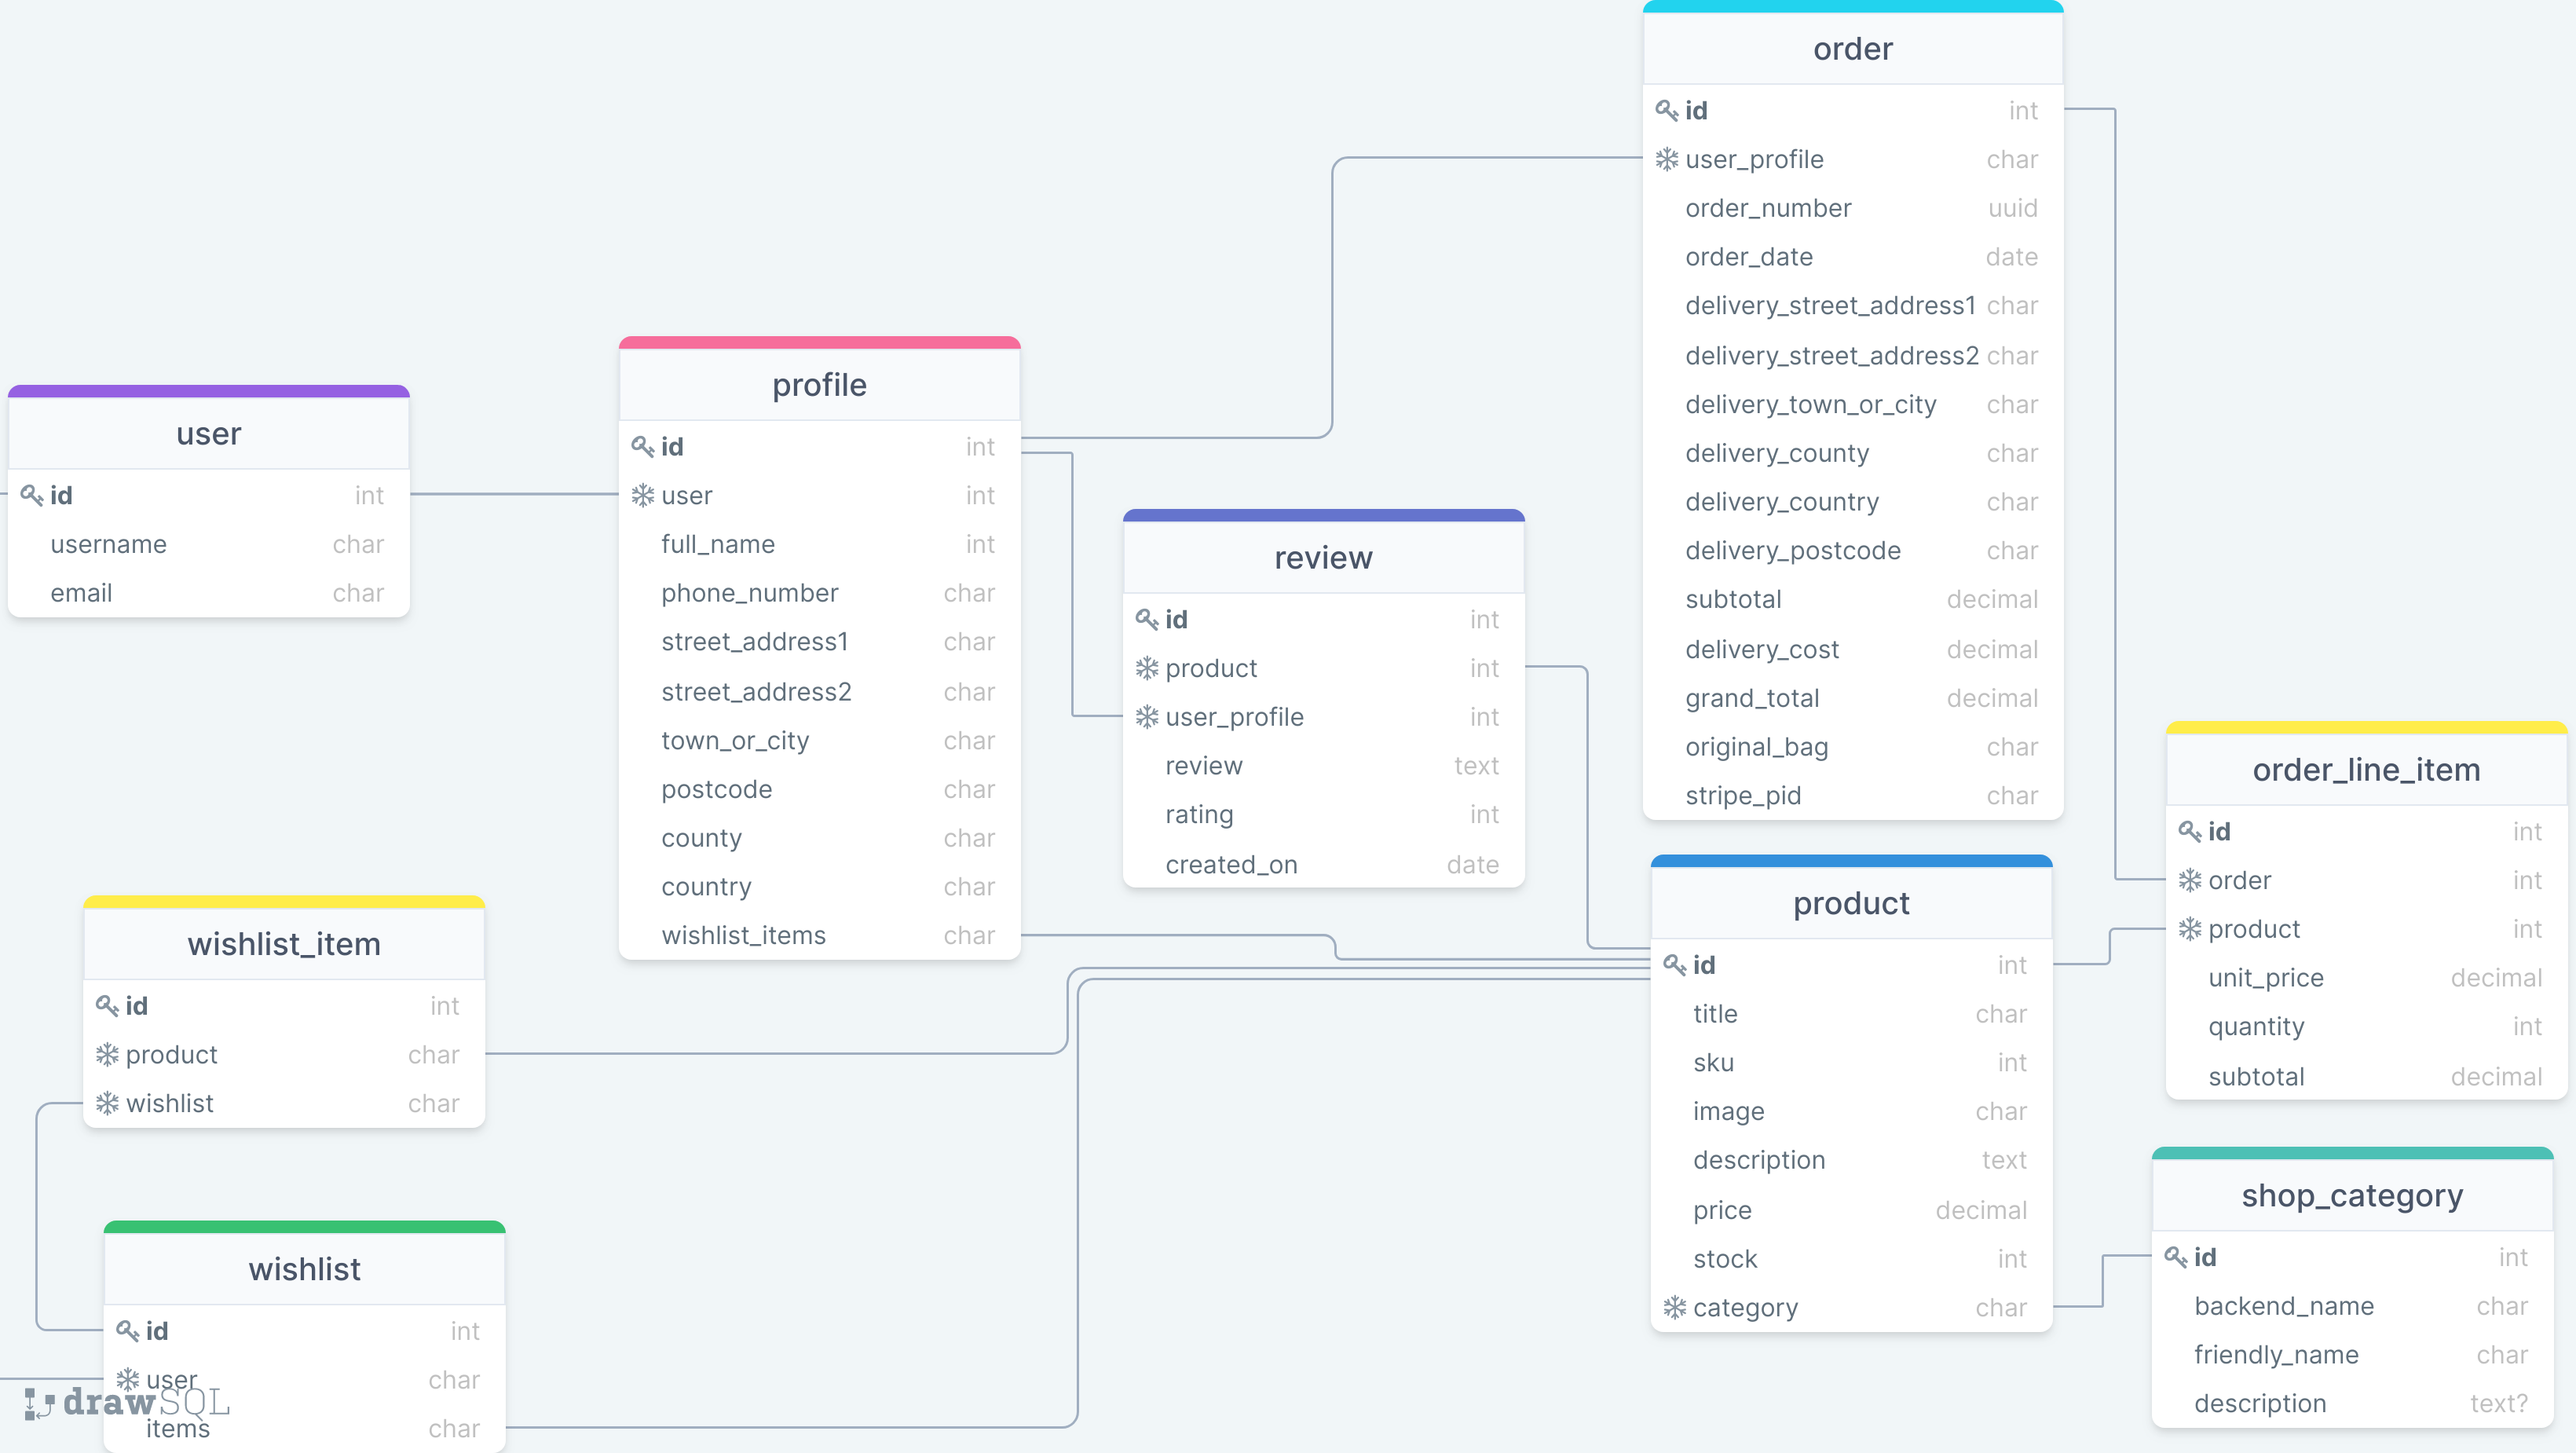 user
id int
username char
email char
profile
id int
user int
full_name int
phone_number char
street_address1 char
street_address2 char
town_or_city char
postcode char
county char
country char
wishlist_items char
review
id int
product int
user_profile int
review text
rating int
created_on date
order
id int
user_profile char
order_number uuid
order_date date
delivery_street_address1 char
delivery_street_address2 char
delivery_town_or_city char
delivery_county char
delivery_country char
delivery_postcode char
subtotal decimal
delivery_cost decimal
grand_total decimal
original_bag char
stripe_pid char
order_line_item
id int
order int
product int
unit_price decimal
quantity int
subtotal decimal
product
id int
title char
sku int
image char
description text
price decimal
stock int
category char
shop_category
id int
backend_name char
friendly_name char
description text?
wishlist_item
id int
product char
wishlist char
wishlist
id int
user char
items char
drawSQL